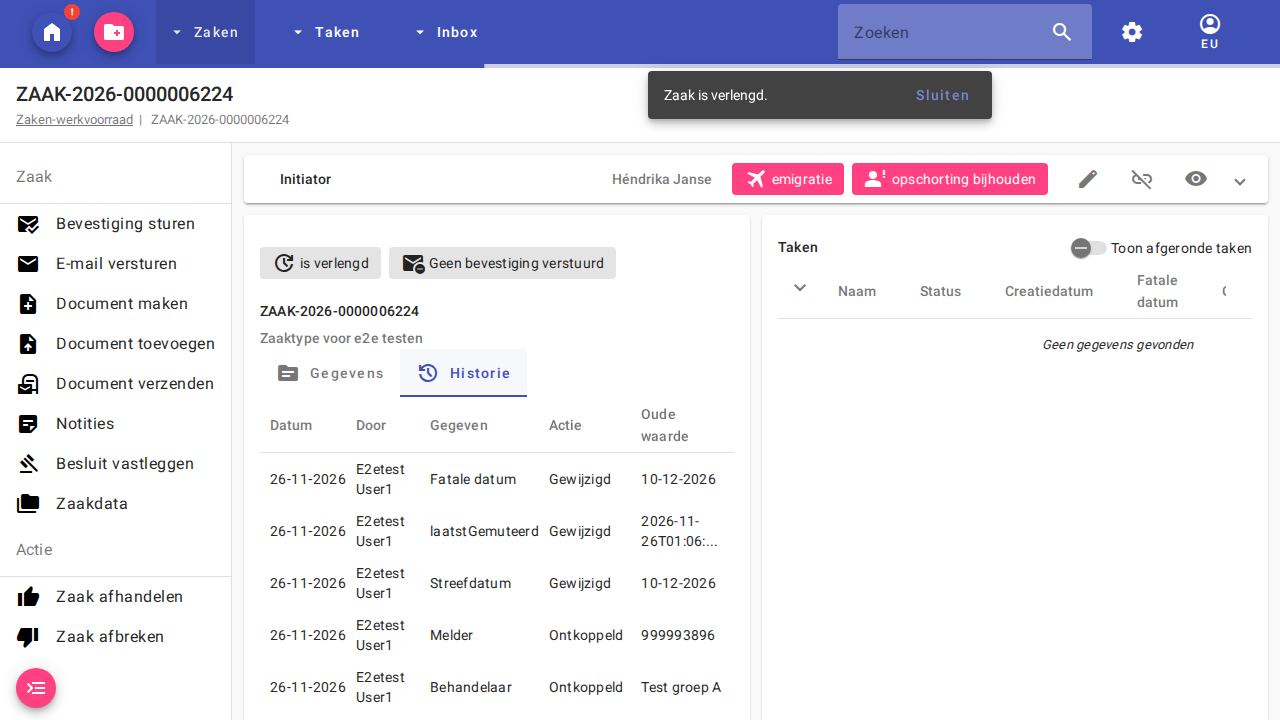 !
Zaken
Taken
Inbox
Zoeken
EU
ZAAK-2026-0000006224
Zaken-werkvoorraad | ZAAK-2026-0000006224
Zaak is verlengd.
Sluiten
Zaak
Bevestiging sturen
E-mail versturen
Document maken
Document toevoegen
Document verzenden
Notities
Besluit vastleggen
Zaakdata
Actie
Zaak afhandelen
Zaak afbreken
Initiator
Héndrika Janse
emigratie
opschorting bijhouden
is verlengd
Geen bevestiging verstuurd
ZAAK-2026-0000006224
Zaaktype voor e2e testen
Gegevens
Historie
Datum Door Gegeven Actie Oude waarde
26-11-2026 E2etest User1 Fatale datum Gewijzigd 10-12-2026
26-11-2026 E2etest User1 laatstGemuteerd Gewijzigd 2026-11-26T01:06:...
26-11-2026 E2etest User1 Streefdatum Gewijzigd 10-12-2026
26-11-2026 E2etest User1 Melder Ontkoppeld 999993896
26-11-2026 E2etest User1 Behandelaar Ontkoppeld Test groep A
Taken
Toon afgeronde taken
Naam Status Creatiedatum Fatale datum
Geen gegevens gevonden